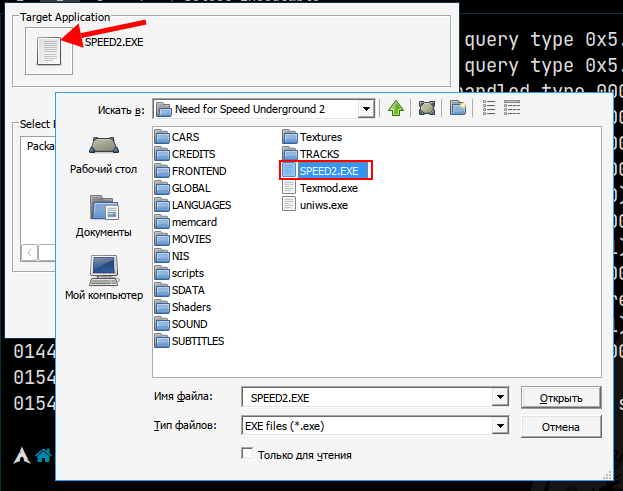 Target Application
SPEED2.EXE
query type 0x5.
query type 0x5.
Искать в:
Need for Speed Underground 2
Select
Packa
Рабочий стол
Документы
Мой компьютер
CARS
CREDITS
FRONTEND
GLOBAL
LANGUAGES
memcard
MOVIES
NIS
scripts
SDATA
Shaders
SOUND
SUBTITLES
Textures
TRACKS
SPEED2.EXE
Texmod.exe
uniws.exe
0144
0154
0154
Имя файла:
SPEED2.EXE
Открыть
Тип файлов:
EXE files (*.exe)
Отмена
Только для чтения